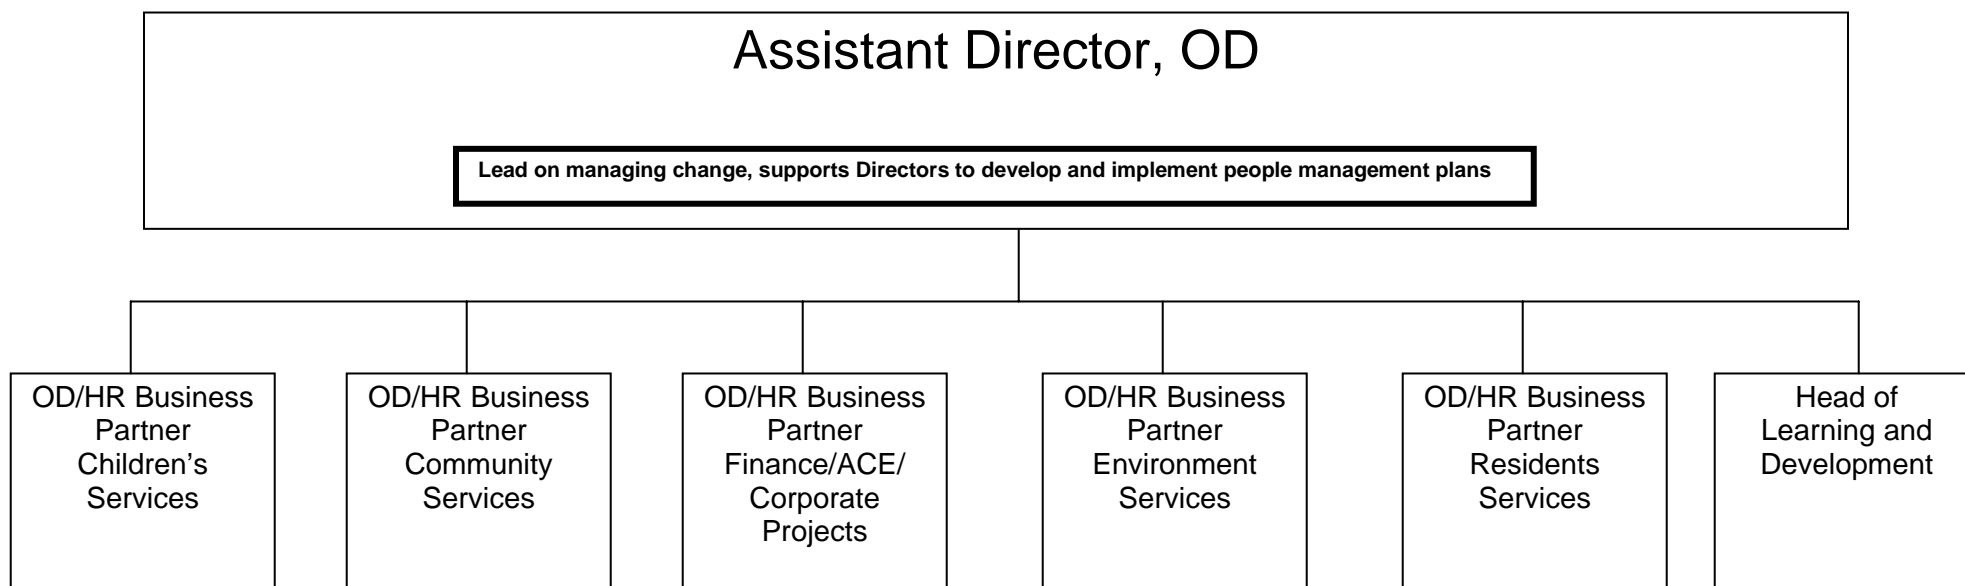 Assistant Director, OD
Lead on managing change, supports Directors to develop and implement people management plans
OD/HR Business
Partner
Children’s
Services
OD/HR Business
Partner
Community
Services
OD/HR Business
Partner
Finance/ACE/
Corporate
Projects
OD/HR Business
Partner
Environment
Services
OD/HR Business
Partner
Residents
Services
Head of
Learning and
Development